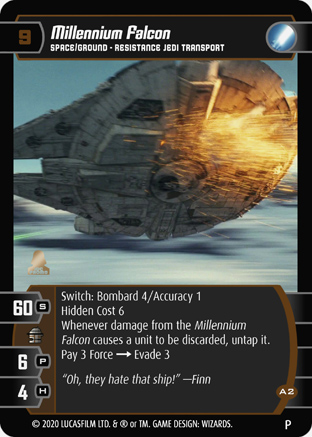 9 Millennium Falcon
SPACE/GROUND - RESISTANCE JEDI TRANSPORT
60 S
6 P
4 H
Switch: Bombard 4/Accuracy 1
Hidden Cost 6
Whenever damage from the Millennium
Falcon causes a unit to be discarded, untap it.
Pay 3 Force → Evade 3
“Oh, they hate that ship!” —Finn
A2
© 2020 LUCASFILM LTD. & ® or TM. GAME DESIGN: WIZARDS. P